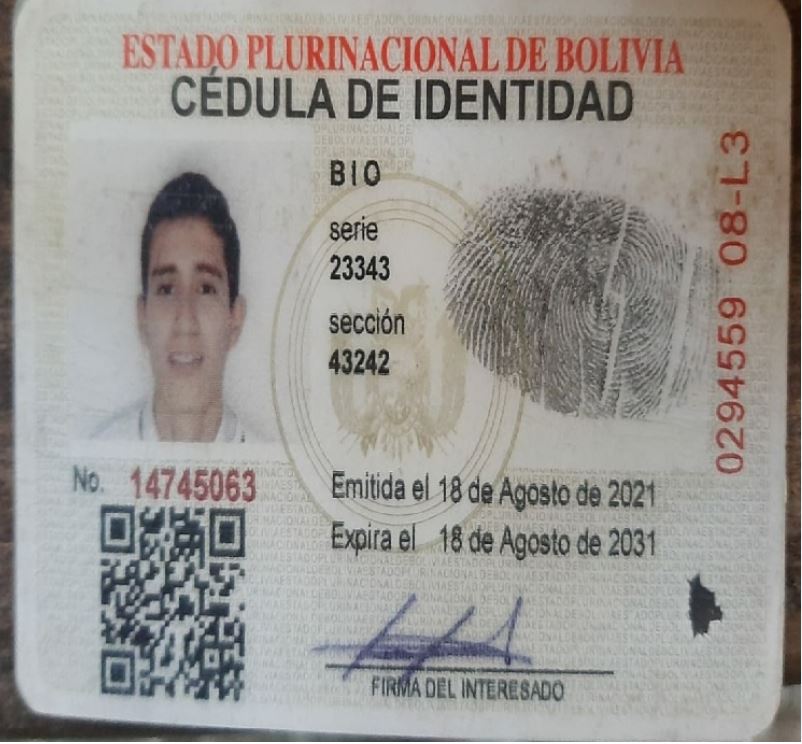 ESTADO PLURINACIONAL DE BOLIVIA
CÉDULA DE IDENTIDAD
BIO
serie
23343
sección
43242
0294559 08-L3
No. 14745063
Emitida el 18 de Agosto de 2021
Expira el 18 de Agosto de 2031
FIRMA DEL INTERESADO